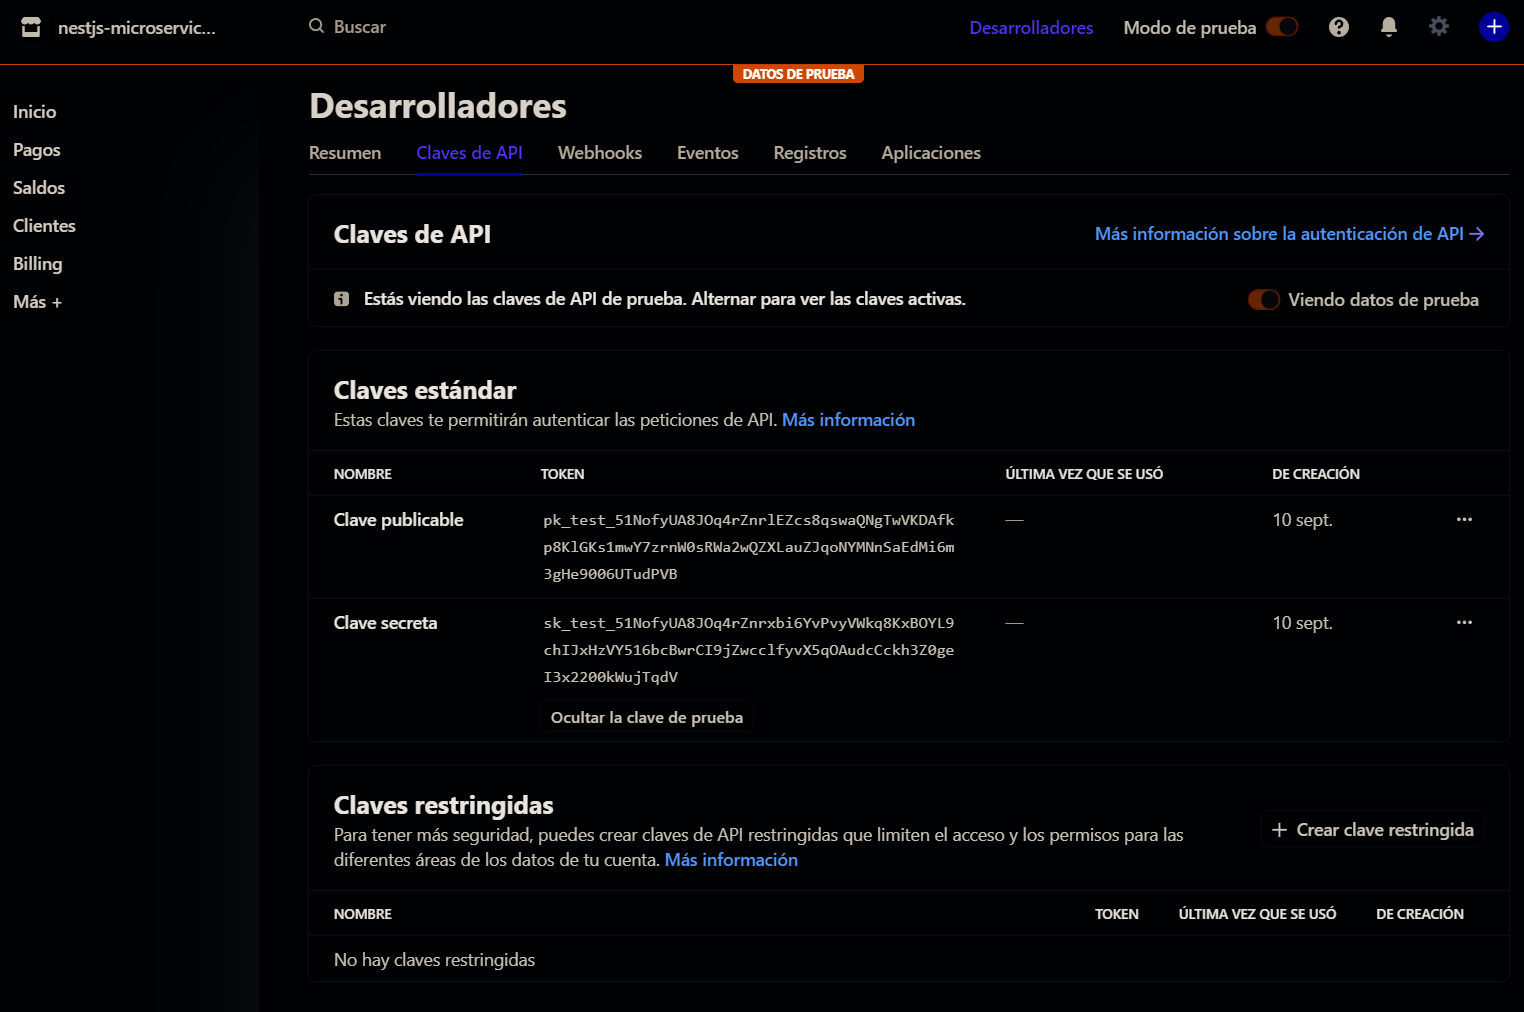 nestjs-microservic...
Buscar
Desarrolladores
Modo de prueba
DATOS DE PRUEBA
Inicio
Pagos
Saldos
Clientes
Billing
Más +
Desarrolladores
Resumen Claves de API Webhooks Eventos Registros Aplicaciones
Claves de API
Más información sobre la autenticación de API →
Estás viendo las claves de API de prueba. Alternar para ver las claves activas.
Viendo datos de prueba
Claves estándar
Estas claves te permitirán autenticar las peticiones de API. Más información
NOMBRE TOKEN ÚLTIMA VEZ QUE SE USÓ DE CREACIÓN
Clave publicable
pk_test_51NofyUA8JOq4rZnrlEZcs8qswaQNgTwVKDAfk
p8KlGKs1mwY7zrnW0sRWa2wQZXLauZJqoNYMNnSaEdMi6m
3gHe9006UTudPVB
— 10 sept. ...
Clave secreta
sk_test_51NofyUA8JOq4rZnrxbi6YvPvyVWkq8KxBOYL9
chIJxHzVY516bcBwrCI9jZwcclfyvX5qOAudcCckh3Z0ge
I3x2200kWujTqdV
— 10 sept. ...
Ocultar la clave de prueba
Claves restringidas
Para tener más seguridad, puedes crear claves de API restringidas que limiten el acceso y los permisos para las
diferentes áreas de los datos de tu cuenta. Más información
+ Crear clave restringida
NOMBRE TOKEN ÚLTIMA VEZ QUE SE USÓ DE CREACIÓN
No hay claves restringidas